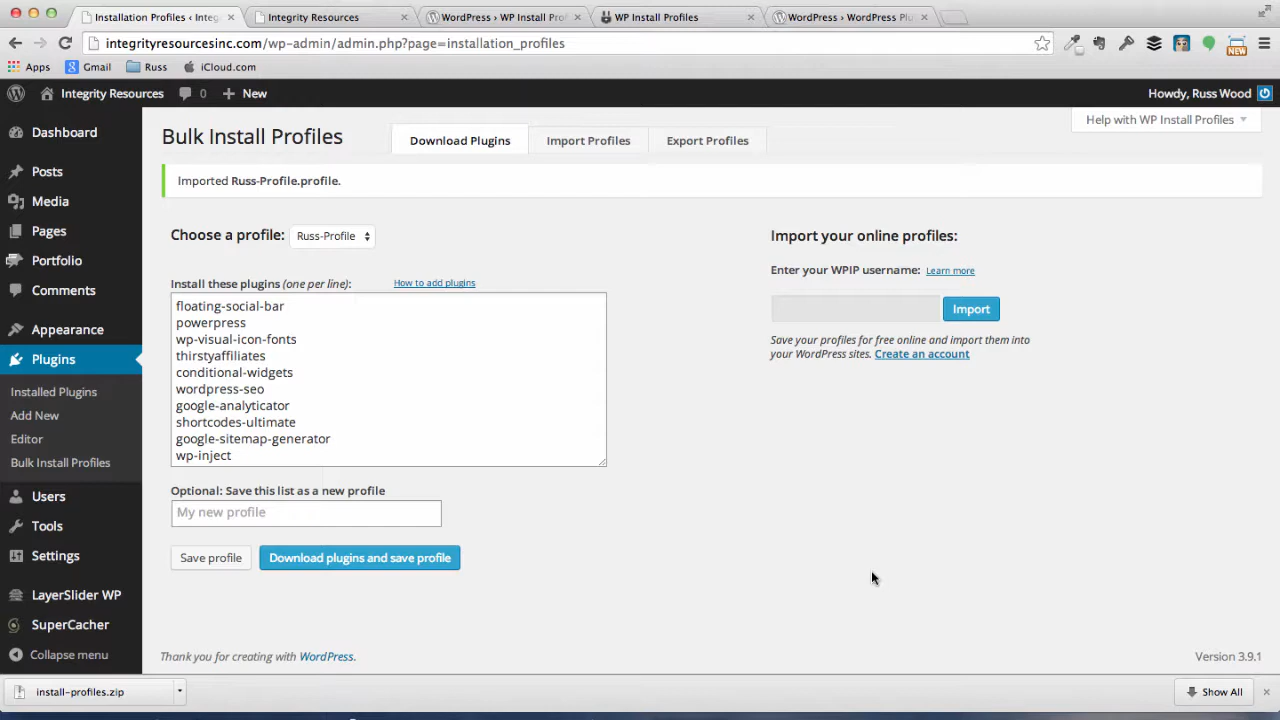 Installation Profiles ‹ Integ
Integrity Resources
WordPress › WP Install Prof
WP Install Profiles
WordPress › WordPress Plu
integrityresourcesinc.com/wp-admin/admin.php?page=installation_profiles
NEW
Apps
Gmail
Russ
iCloud.com
Integrity Resources
0
New
Howdy, Russ Wood
Dashboard
Posts
Media
Pages
Portfolio
Comments
Appearance
Plugins
Installed Plugins
Add New
Editor
Bulk Install Profiles
Users
Tools
Settings
LayerSlider WP
SuperCacher
Collapse menu
Help with WP Install Profiles
Bulk Install Profiles
Download Plugins
Import Profiles
Export Profiles
Imported Russ-Profile.profile.
Choose a profile: Russ-Profile
Install these plugins (one per line): How to add plugins
floating-social-bar
powerpress
wp-visual-icon-fonts
thirstyaffiliates
conditional-widgets
wordpress-seo
google-analyticator
shortcodes-ultimate
google-sitemap-generator
wp-inject
Optional: Save this list as a new profile
My new profile
Save profile
Download plugins and save profile
Import your online profiles:
Enter your WPIP username: Learn more
Import
Save your profiles for free online and import them into
your WordPress sites. Create an account
Thank you for creating with WordPress.
Version 3.9.1
install-profiles.zip
Show All